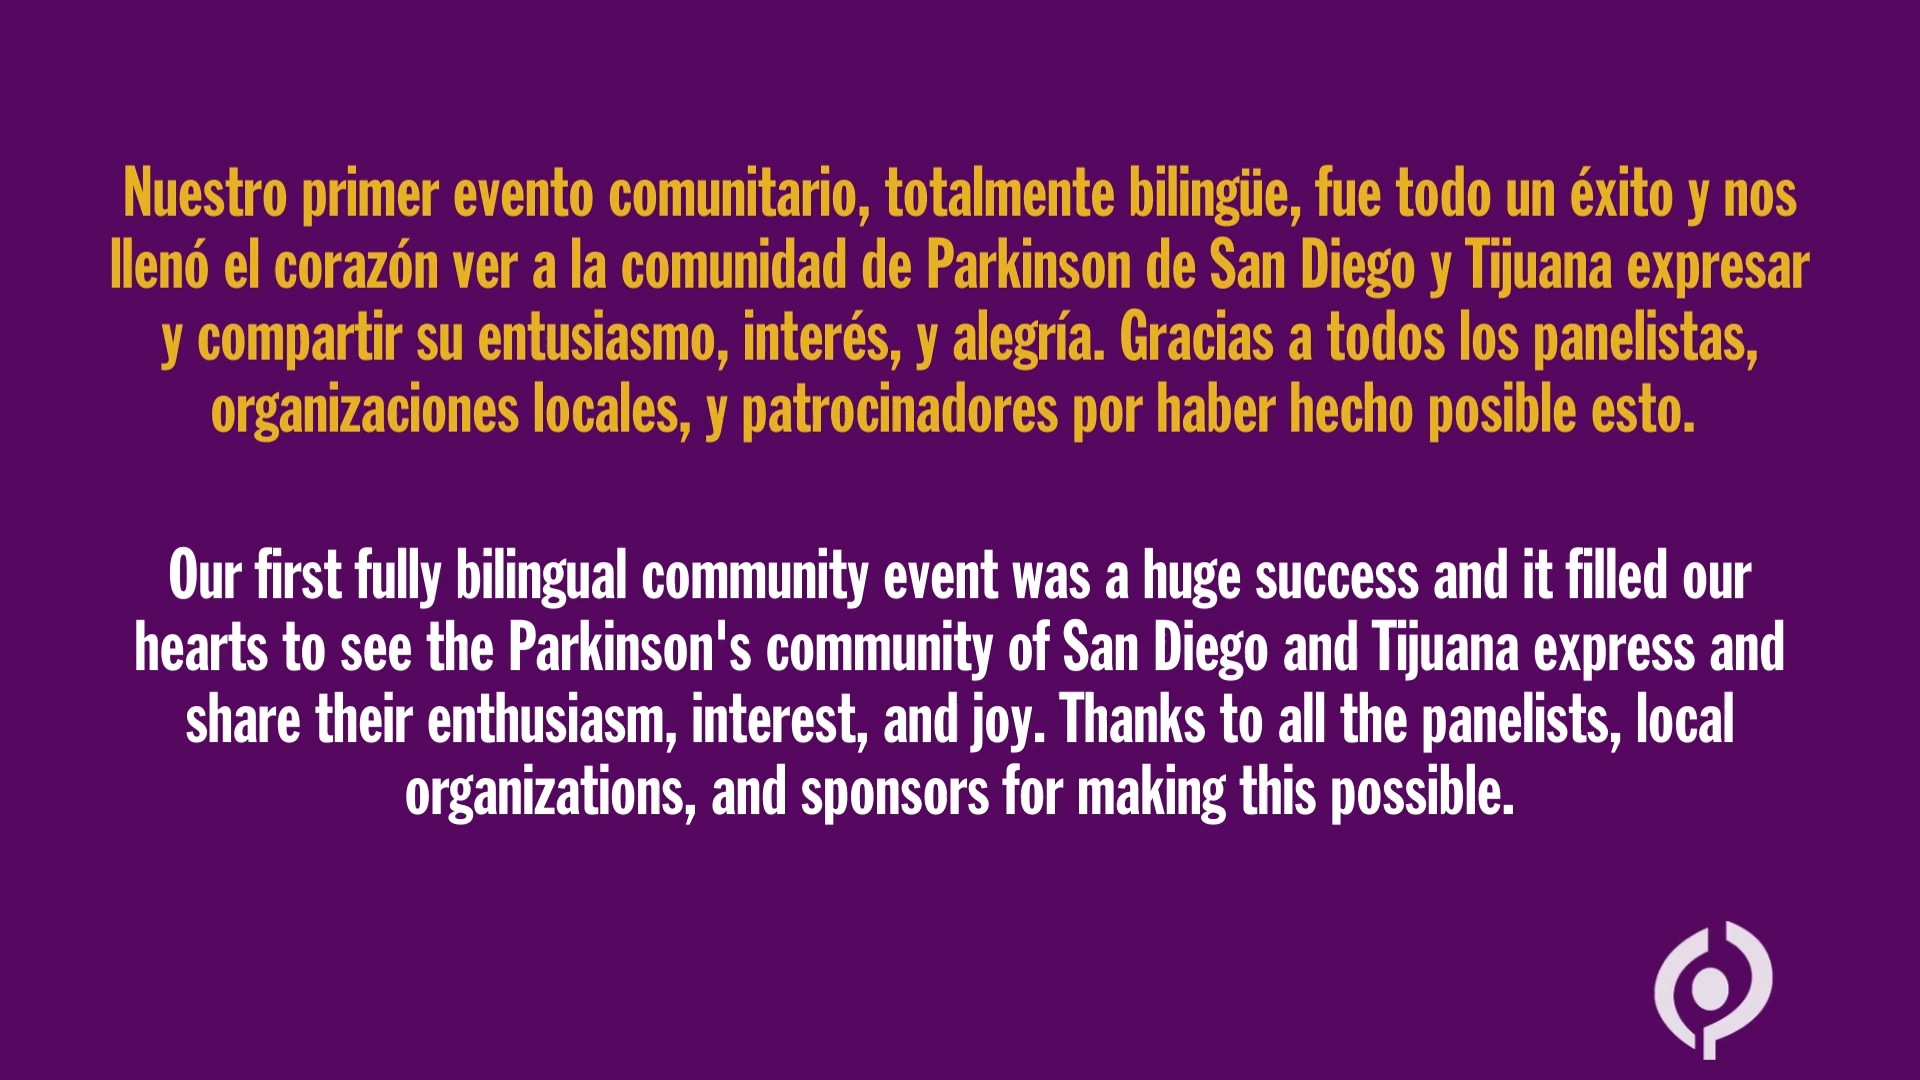 Nuestro primer evento comunitario, totalmente bilingüe, fue todo un éxito y nos
llenó el corazón ver a la comunidad de Parkinson de San Diego y Tijuana expresar
y compartir su entusiasmo, interés, y alegría. Gracias a todos los panelistas,
organizaciones locales, y patrocinadores por haber hecho posible esto.
Our first fully bilingual community event was a huge success and it filled our
hearts to see the Parkinson's community of San Diego and Tijuana express and
share their enthusiasm, interest, and joy. Thanks to all the panelists, local
organizations, and sponsors for making this possible.